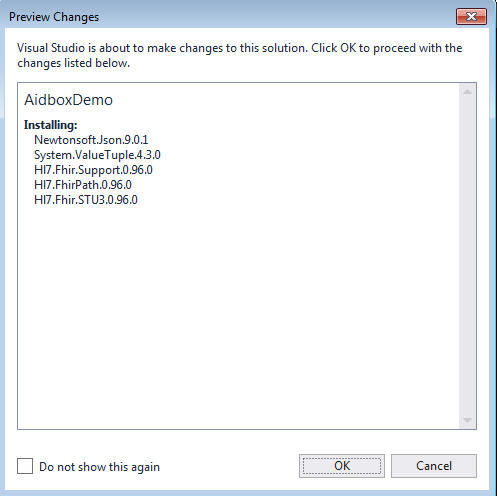 Preview Changes
Visual Studio is about to make changes to this solution. Click OK to proceed with the
changes listed below.
AidboxDemo
Installing:
Newtonsoft.Json.9.0.1
System.ValueTuple.4.3.0
Hl7.Fhir.Support.0.96.0
Hl7.FhirPath.0.96.0
Hl7.Fhir.STU3.0.96.0
Do not show this again
OK
Cancel